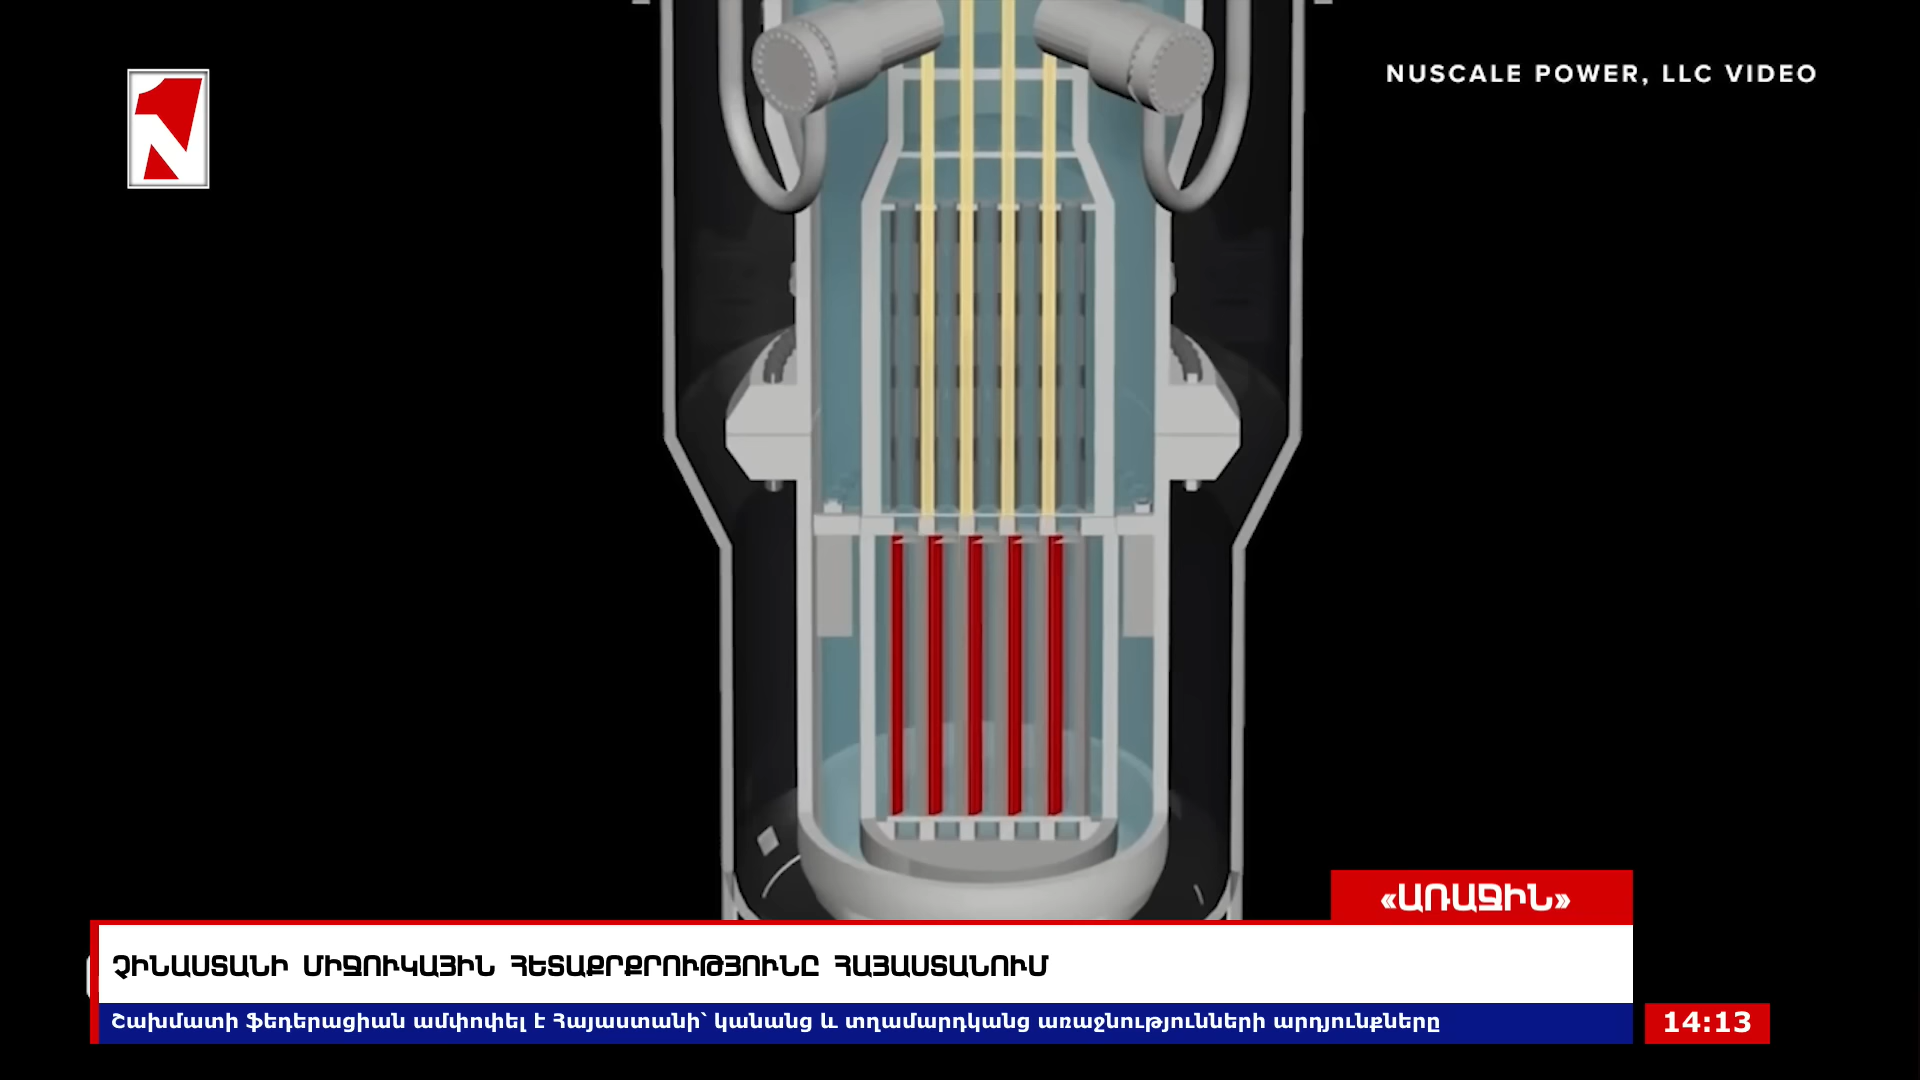 NUSCALE POWER, LLC VIDEO
1N
«ԱՌԱՋԻՆ»
ՉԻՆԱՍՏԱՆԻ ՄԻՋՈՒԿԱՅԻՆ ՀԵՏԱՔՐՔՐՈՒԹՅՈՒՆԸ ՀԱՅԱՍՏԱՆՈՒՄ
Շախմատի ֆեդերացիան ամփոփել է Հայաստանի՝ կանանց և տղամարդկանց առաջնությունների արդյունքները
14:13